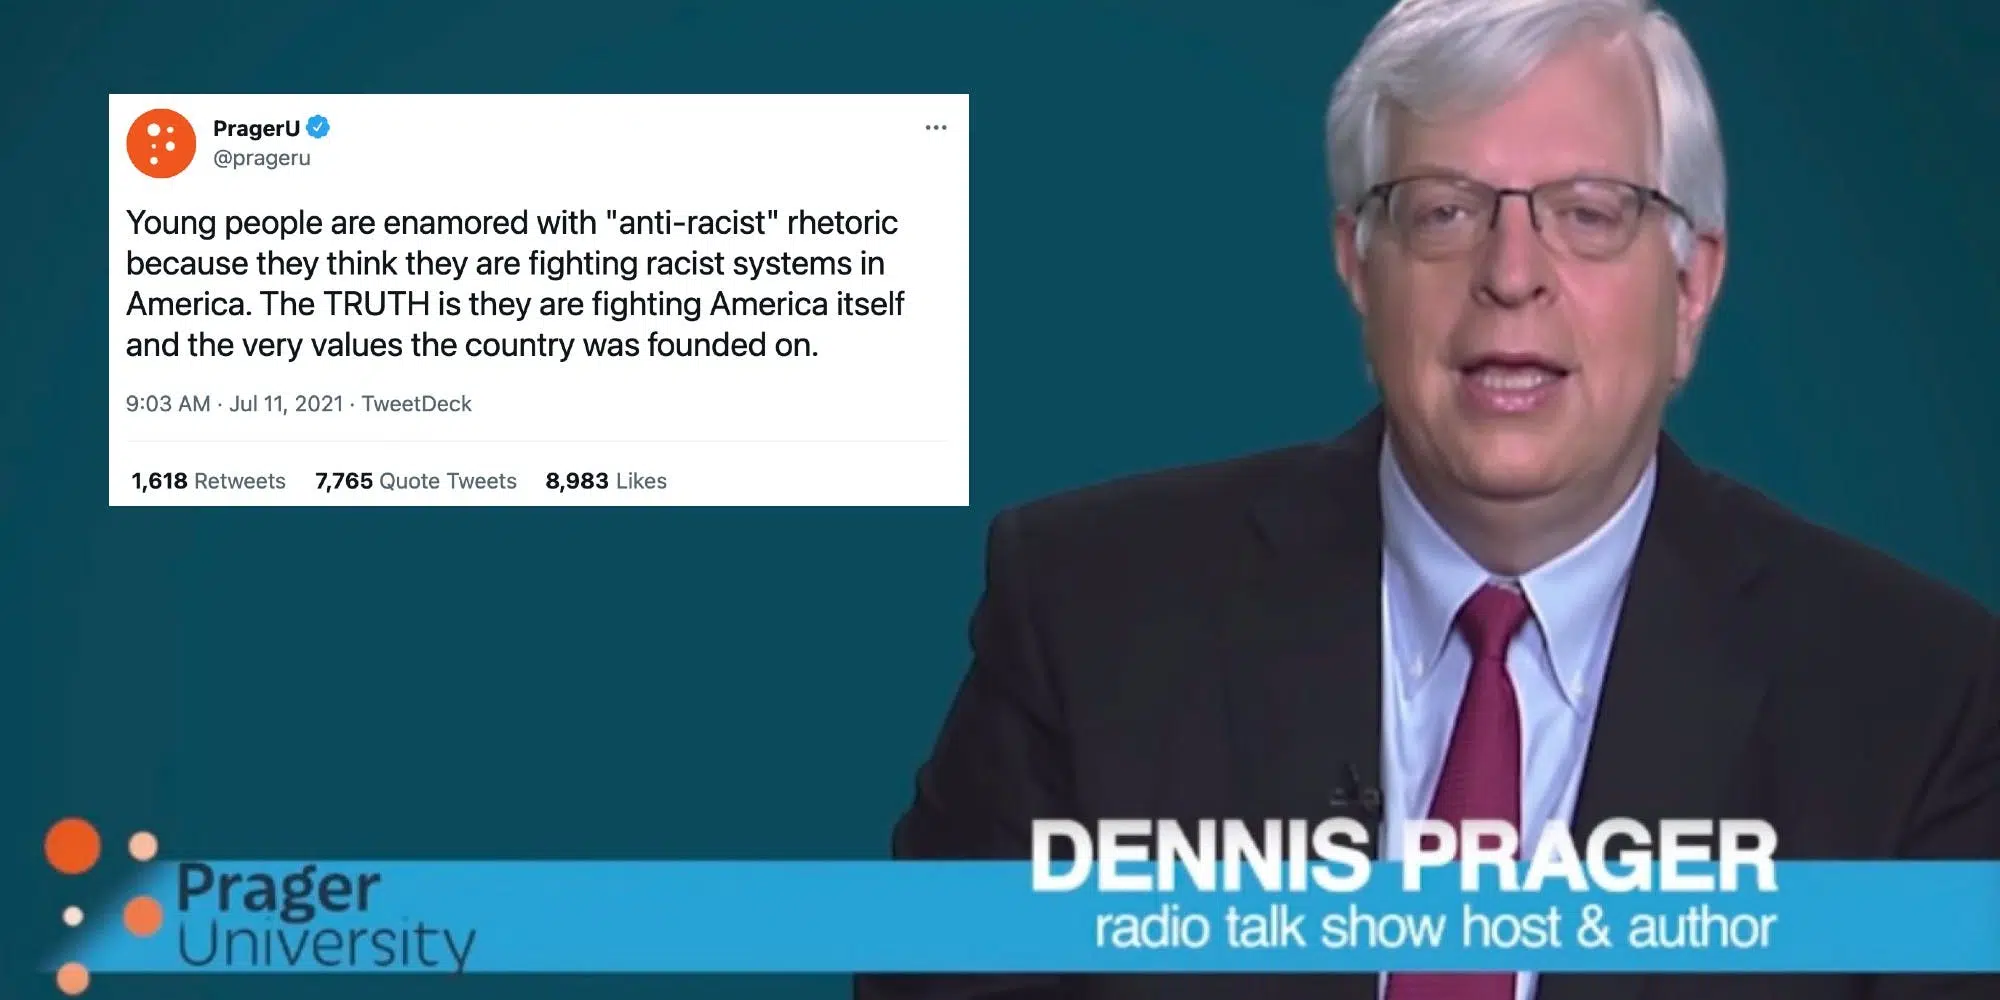 PragerU
@prageru
Young people are enamored with "anti-racist" rhetoric
because they think they are fighting racist systems in
America. The TRUTH is they are fighting America itself
and the very values the country was founded on.
9:03 AM · Jul 11, 2021 · TweetDeck
1,618 Retweets 7,765 Quote Tweets 8,983 Likes
Prager
University
DENNIS PRAGER
radio talk show host & author